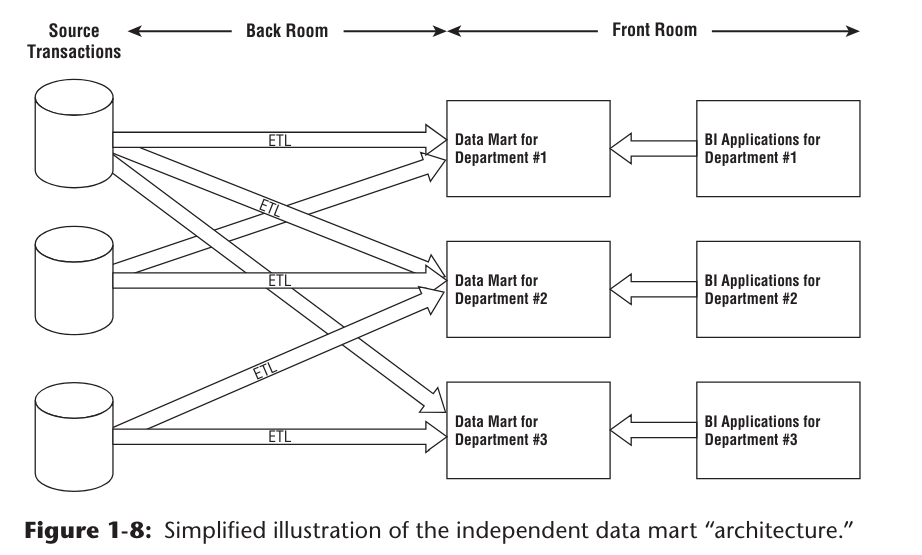 Source
Transactions
Back Room
Front Room
ETL
Data Mart for
Department #1
BI Applications for
Department #1
ETL
ETL
Data Mart for
Department #2
BI Applications for
Department #2
ETL
ETL
Data Mart for
Department #3
BI Applications for
Department #3
Figure 1-8: Simplified illustration of the independent data mart “architecture.”